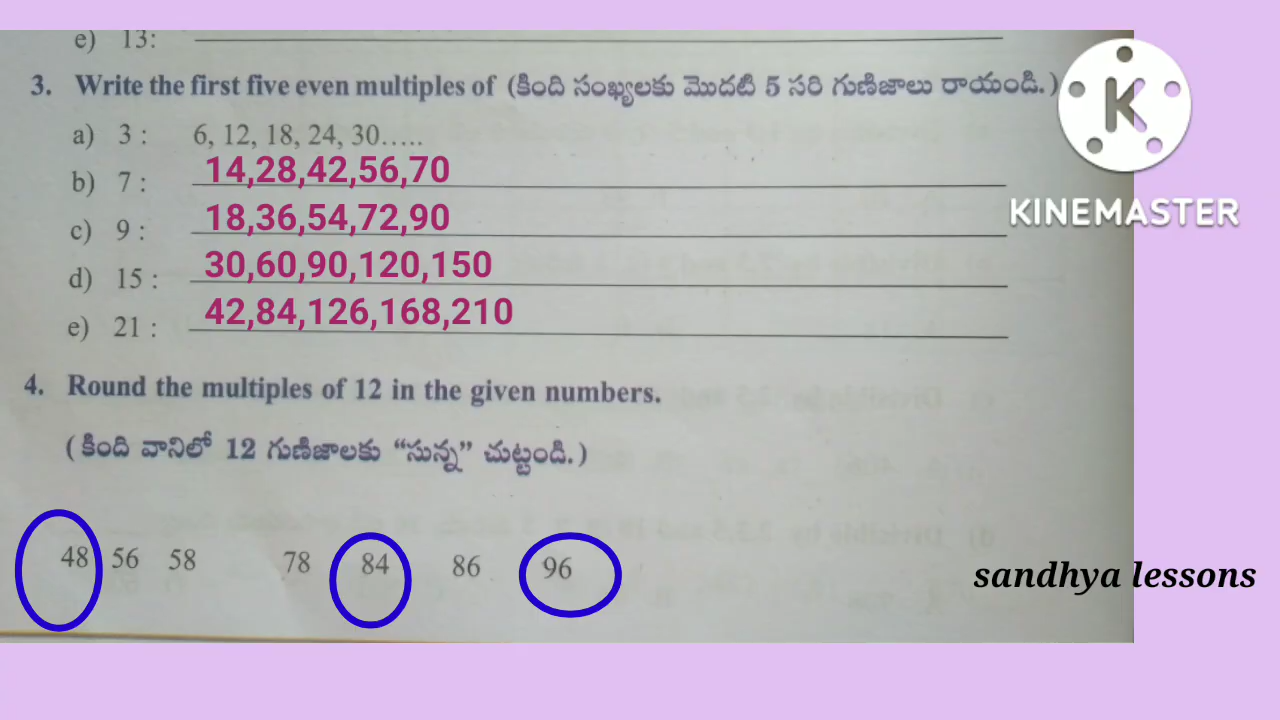 e) 13:
3. Write the first five even multiples of (కింది సంఖ్యలకు మొదటి 5 సరి గుణిజాలు రాయండి.)
a) 3 : 6, 12, 18, 24, 30.....
b) 7 : 14,28,42,56,70
c) 9 : 18,36,54,72,90
d) 15 : 30,60,90,120,150
e) 21 : 42,84,126,168,210
4. Round the multiples of 12 in the given numbers.
(కింది వానిలో 12 గుణిజాలకు “సున్న” చుట్టండి.)
48 56 58 78 84 86 96
K
KINEMASTER
sandhya lessons